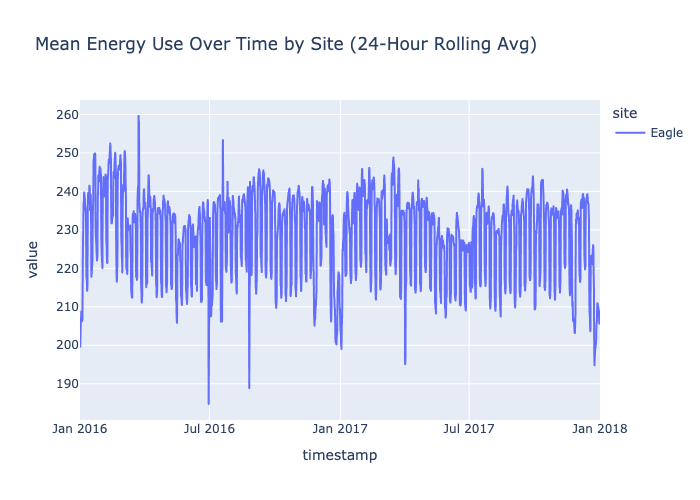 Mean Energy Use Over Time by Site (24-Hour Rolling Avg)
site
Eagle
value
260
250
240
230
220
210
200
190
Jan 2016
Jul 2016
Jan 2017
Jul 2017
Jan 2018
timestamp